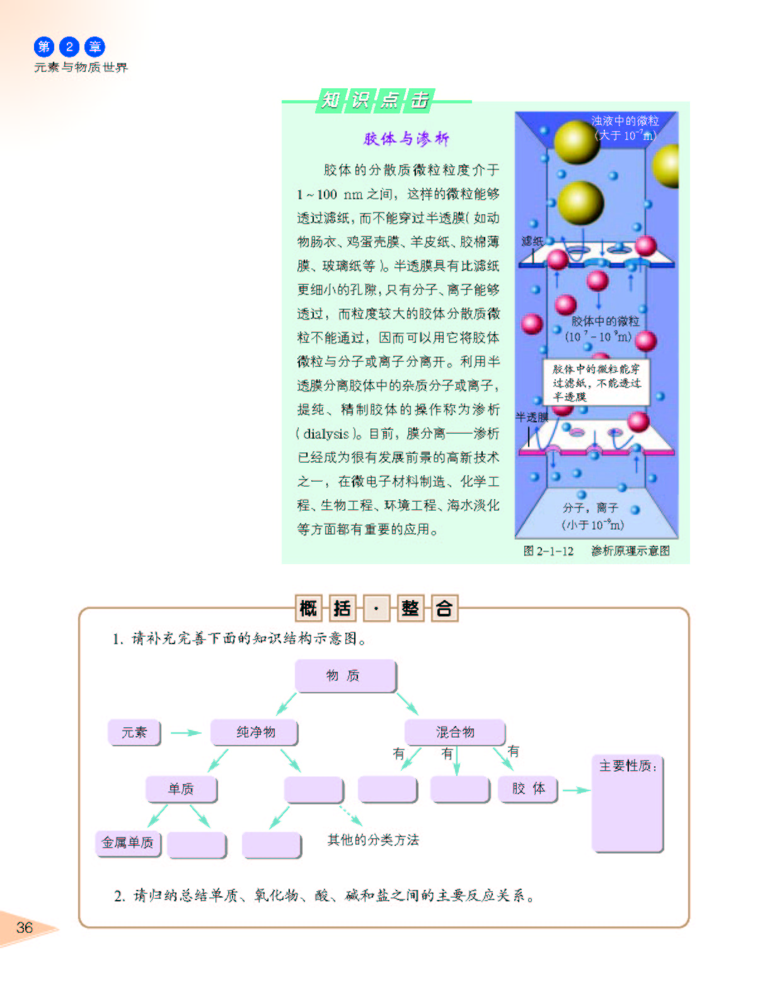 第2章
元素与物质世界
知识点击
胶体与渗析
胶体的分散质微粒粒度介于
1~100 nm 之间，这样的微粒能够
透过滤纸，而不能穿过半透膜(如动
物肠衣、鸡蛋壳膜、羊皮纸、胶棉薄
膜、玻璃纸等)。半透膜具有比滤纸
更细小的孔隙，只有分子、离子能够
透过，而粒度较大的胶体分散质微
粒不能通过，因而可以用它将胶体
微粒与分子或离子分离开。利用半
透膜分离胶体中的杂质分子或离子，
提纯、精制胶体的操作称为渗析
(dialysis)。目前，膜分离——渗析
已经成为很有发展前景的高新技术
之一，在微电子材料制造、化学工
程、生物工程、环境工程、海水淡化
等方面都有重要的应用。
浊液中的微粒
(大于 10⁻⁷m)
滤纸
胶体中的微粒
(10⁻⁷-10⁻⁹m)
胶体中的微粒能穿
过滤纸，不能透过
半透膜
半透膜
分子，离子
(小于 10⁻⁹m)
图 2-1-12 渗析原理示意图
概括·整合
1. 请补充完善下面的知识结构示意图。
物 质
元素
纯净物
混合物
有
有
有
单质
胶 体
主要性质：
金属单质
其他的分类方法
2. 请归纳总结单质、氧化物、酸、碱和盐之间的主要反应关系。
36